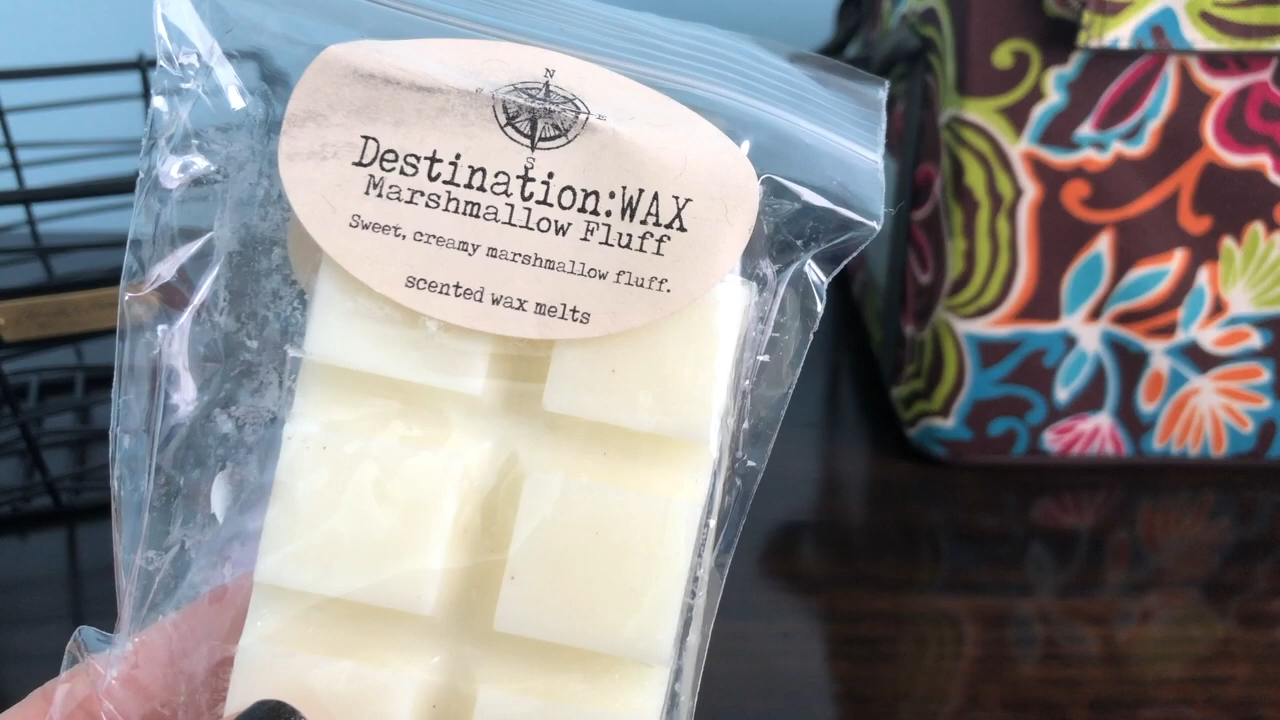 N
E
S
Destination:WAX
Marshmallow Fluff
Sweet, creamy marshmallow fluff.
scented wax melts